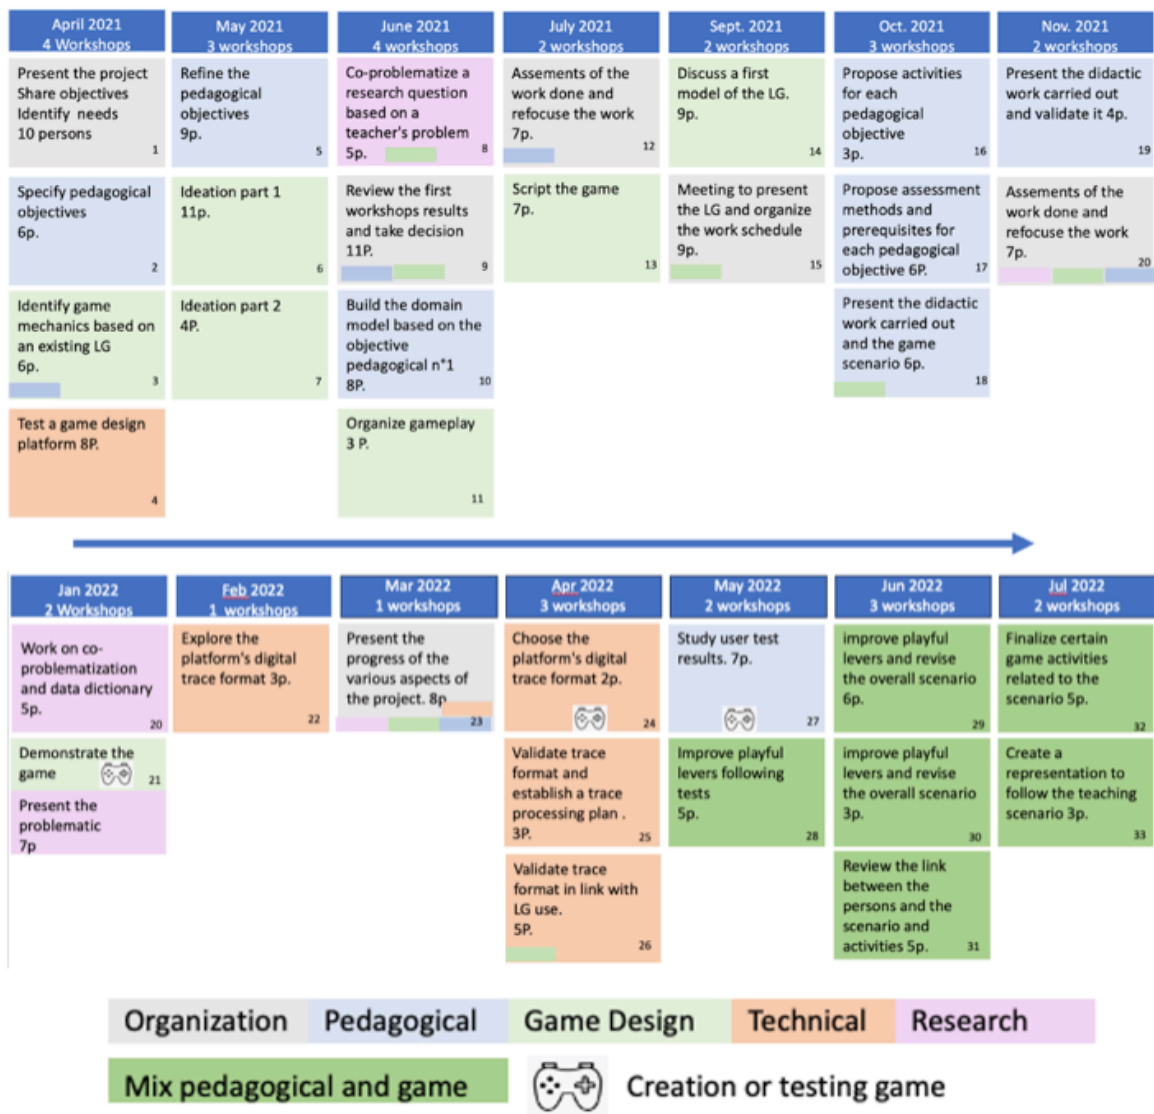 April 2021
4 Workshops
May 2021
3 workshops
June 2021
4 workshops
July 2021
2 workshops
Sept. 2021
2 workshops
Oct. 2021
3 workshops
Nov. 2021
2 workshops
Present the project
Share objectives
Identify needs
10 persons
1
Refine the
pedagogical
objectives
9p.
5
Co-problematize a
research question
based on a
teacher's problem
5p.
8
Assements of the
work done and
refocuse the work
7p.
12
Discuss a first
model of the LG.
9p.
14
Propose activities
for each
pedagogical
objective
3p.
16
Present the didactic
work carried out
and validate it 4p.
19
Specify pedagogical
objectives
6p.
2
Ideation part 1
11p.
6
Review the first
workshops results
and take decision
11P.
9
Script the game
7p.
13
Meeting to present
the LG and organize
the work schedule
9p.
15
Propose assessment
methods and
prerequisites for
each pedagogical
objective 6P.
17
Assements of the
work done and
refocuse the work
7p.
20
Identify game
mechanics based on
an existing LG
6p.
3
Ideation part 2
4P.
7
Build the domain
model based on the
objective
pedagogical n°1
8P.
10
Present the didactic
work carried out
and the game
scenario 6p.
18
Test a game design
platform 8P.
4
Organize gameplay
3 P.
11
Jan 2022
2 Workshops
Feb 2022
1 workshops
Mar 2022
1 workshops
Apr 2022
3 workshops
May 2022
2 workshops
Jun 2022
3 workshops
Jul 2022
2 workshops
Work on co-
problematization
and data dictionary
5p.
20
Explore the
platform's digital
trace format 3p.
22
Present the
progress of the
various aspects of
the project. 8p
23
Choose the
platform's digital
trace format 2p.
24
Study user test
results. 7p.
27
improve playful
levers and revise
the overall scenario
6p.
29
Finalize certain
game activities
related to the
scenario 5p.
32
Demonstrate the
game
21
Present the
problematic
7p
Validate trace
format and
establish a trace
processing plan .
3P.
25
Improve playful
levers following
tests
5p.
28
improve playful
levers and revise
the overall scenario
3p.
30
Create a
representation to
follow the teaching
scenario 3p.
33
Validate trace
format in link with
LG use.
5P.
26
Review the link
between the
persons and the
scenario and
activities 5p.
31
Organization
Pedagogical
Game Design
Technical
Research
Mix pedagogical and game
Creation or testing game